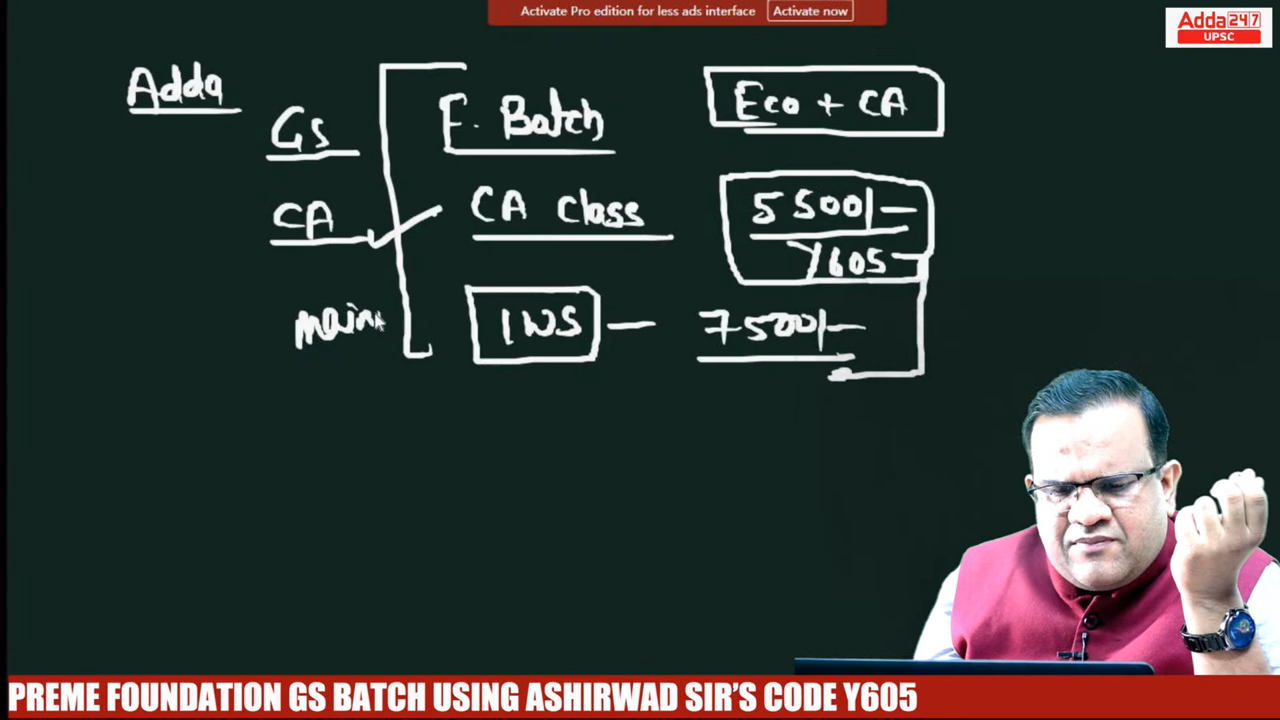 Activate Pro edition for less ads interface Activate now
Adda247
UPSC
Adda
GS
CA
mains
F. Batch
CA Class
IWS — 7500/-
Eco + CA
5500/-
Y605
PREME FOUNDATION GS BATCH USING ASHIRWAD SIR'S CODE Y605